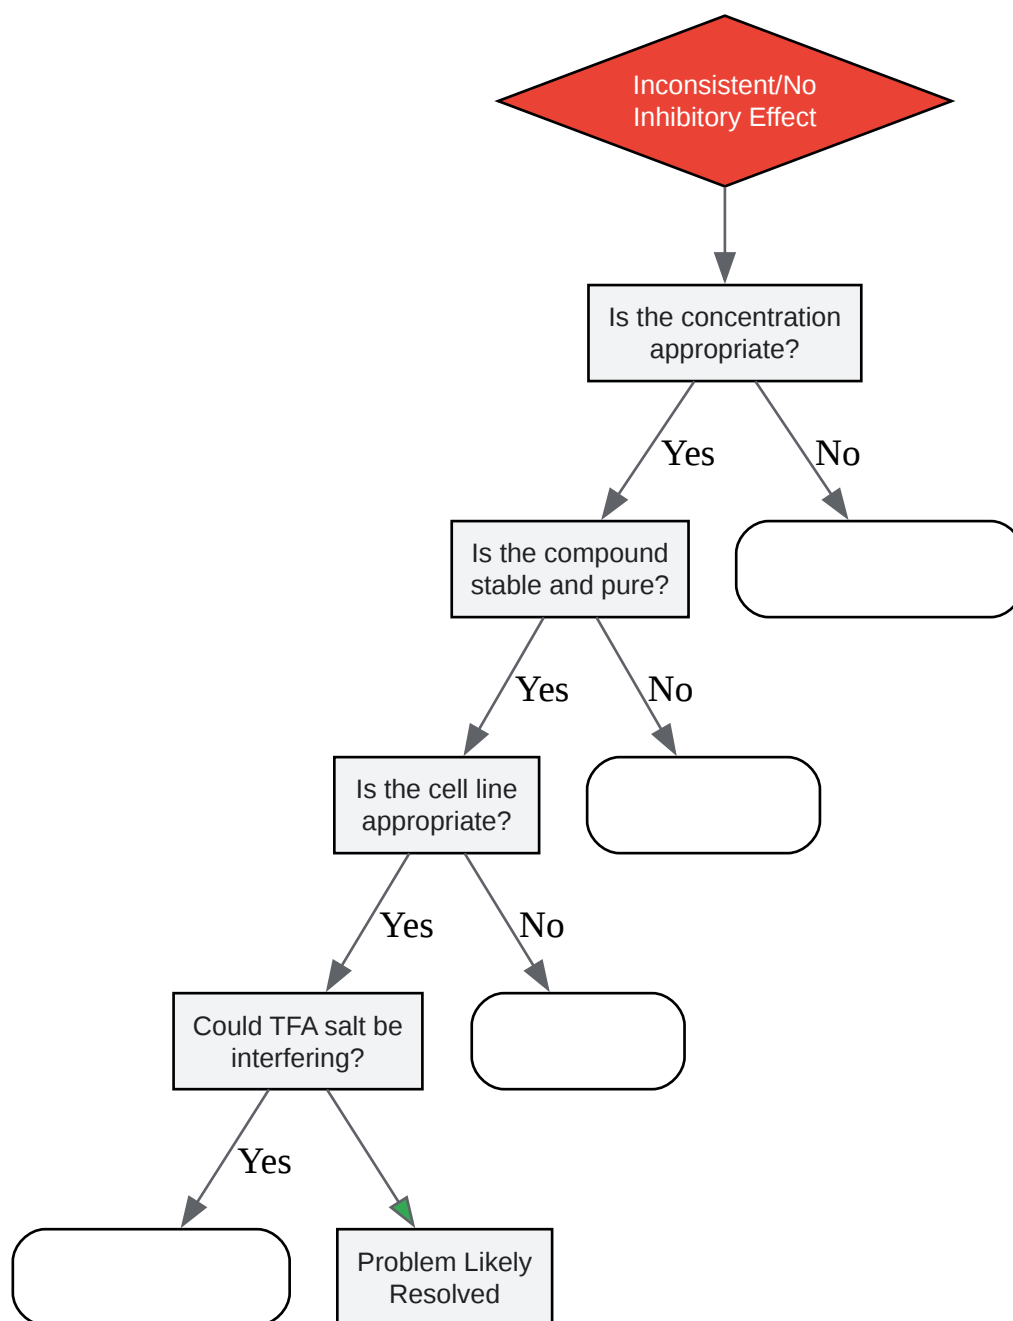 Inconsistent/No
Inhibitory Effect
Is the concentration
appropriate?
Yes
No
Is the compound
stable and pure?
Yes
No
Is the cell line
appropriate?
Yes
No
Could TFA salt be
interfering?
Yes
Problem Likely
Resolved